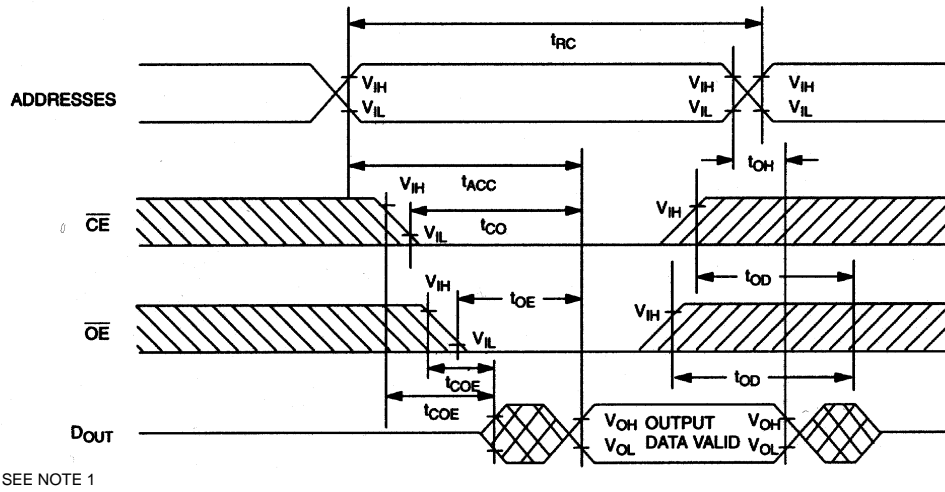 tRC
ADDRESSES
VIH VIH VIH
VIL VIL VIL
tOH
tACC
VIH
CE VIL VIH
tCO
tOD
VIH
OE VIL VIH
tOE
tCOE tOD
tCOE
DOUT
VOH OUTPUT VOH
VOL DATA VALID VOL
SEE NOTE 1